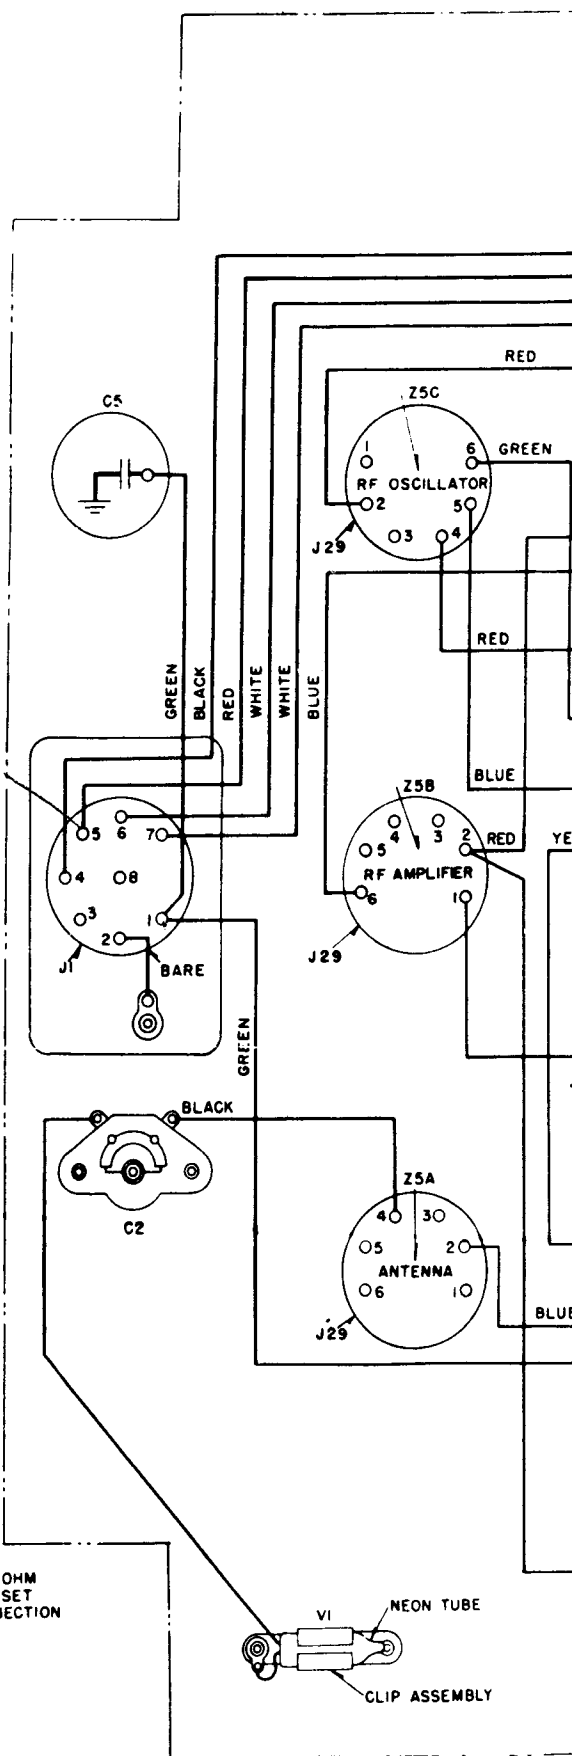 RED
C5
Z5C
1
6
GREEN
RF OSCILLATOR
2
5
3
4
J29
RED
GREEN
BLACK
RED
WHITE
WHITE
BLUE
BLUE
Z5B
4
3
2
RED
YE
5
RF AMPLIFIER
6
1
J29
5
6
7
4
8
3
1
2
J1
BARE
GREEN
BLACK
C2
Z5A
4
3
5
2
ANTENNA
6
1
J29
BLUE
OHM
SET
NECTION
V1
NEON TUBE
CLIP ASSEMBLY